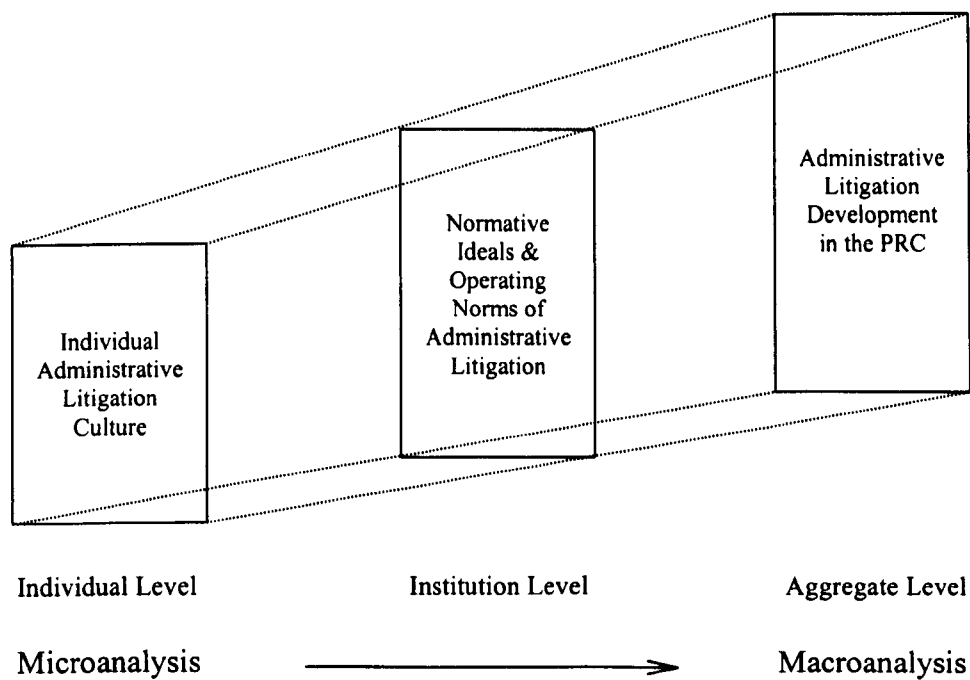 Individual
Administrative
Litigation
Culture
Normative
Ideals &
Operating
Norms of
Administrative
Litigation
Administrative
Litigation
Development
in the PRC
Individual Level
Institution Level
Aggregate Level
Microanalysis
Macroanalysis